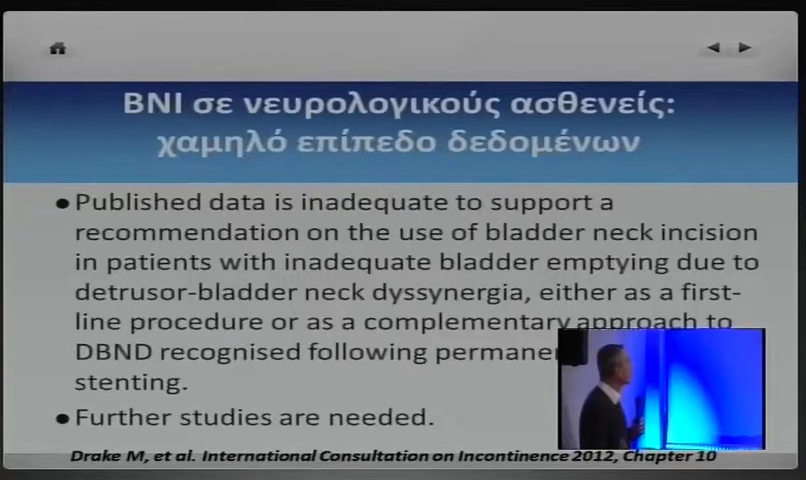 BNI σε νευρολογικούς ασθενείς:
χαμηλό επίπεδο δεδομένων
Published data is inadequate to support a
recommendation on the use of bladder neck incision
in patients with inadequate bladder emptying due to
detrusor-bladder neck dyssynergia, either as a first-
line procedure or as a complementary approach to
DBND recognised following
stenting.
Further studies are needed.
Drake M, et al. International Consultation on Incontinence 2012, Chapter 10